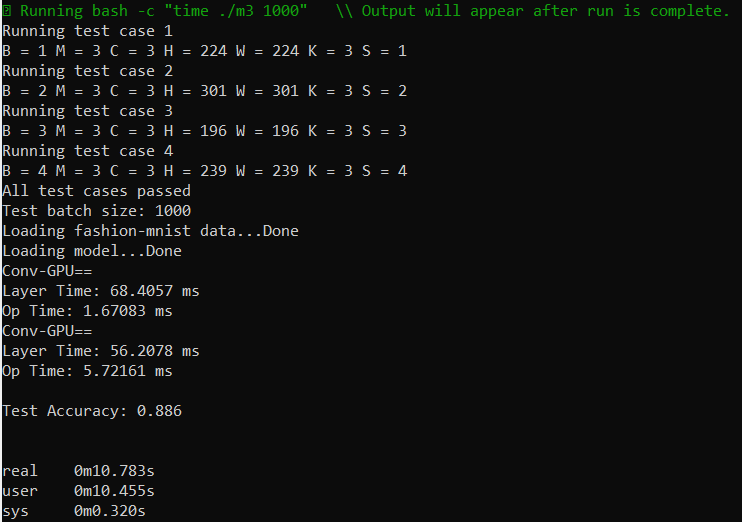 Running bash -c "time ./m3 1000" \\ Output will appear after run is complete.
Running test case 1
B = 1 M = 3 C = 3 H = 224 W = 224 K = 3 S = 1
Running test case 2
B = 2 M = 3 C = 3 H = 301 W = 301 K = 3 S = 2
Running test case 3
B = 3 M = 3 C = 3 H = 196 W = 196 K = 3 S = 3
Running test case 4
B = 4 M = 3 C = 3 H = 239 W = 239 K = 3 S = 4
All test cases passed
Test batch size: 1000
Loading fashion-mnist data...Done
Loading model...Done
Conv-GPU==
Layer Time: 68.4057 ms
Op Time: 1.67083 ms
Conv-GPU==
Layer Time: 56.2078 ms
Op Time: 5.72161 ms
Test Accuracy: 0.886
real 0m10.783s
user 0m10.455s
sys 0m0.320s